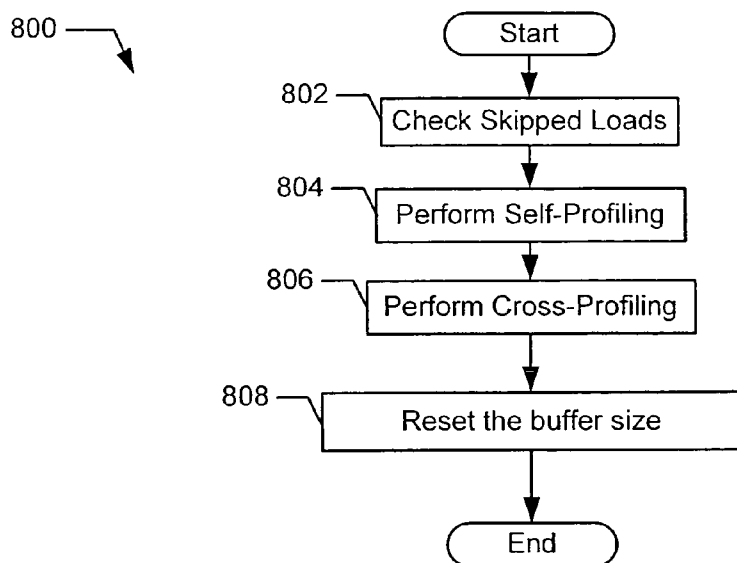 800
Start
802
Check Skipped Loads
804
Perform Self-Profiling
806
Perform Cross-Profiling
808
Reset the buffer size
End